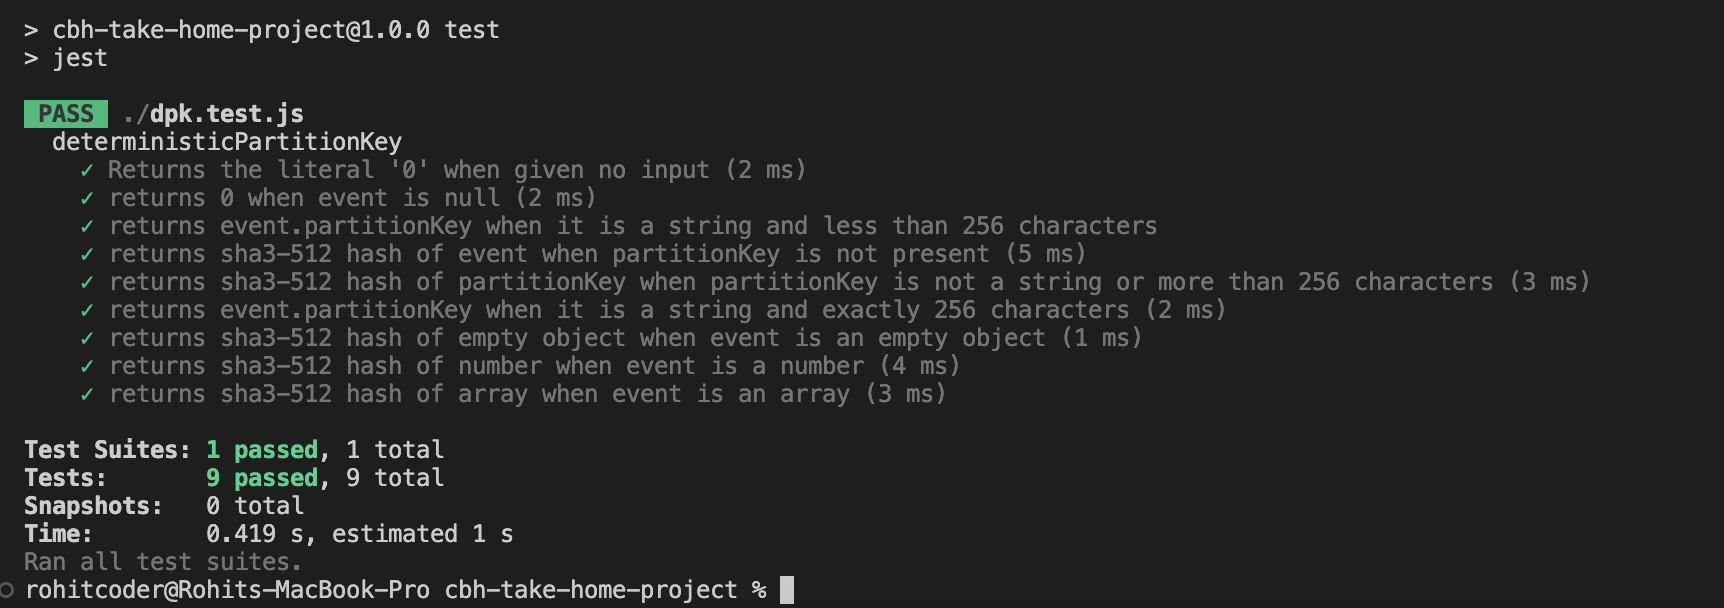 > cbh-take-home-project@1.0.0 test
> jest
PASS ./dpk.test.js
deterministicPartitionKey
✓ Returns the literal '0' when given no input (2 ms)
✓ returns 0 when event is null (2 ms)
✓ returns event.partitionKey when it is a string and less than 256 characters
✓ returns sha3-512 hash of event when partitionKey is not present (5 ms)
✓ returns sha3-512 hash of partitionKey when partitionKey is not a string or more than 256 characters (3 ms)
✓ returns event.partitionKey when it is a string and exactly 256 characters (2 ms)
✓ returns sha3-512 hash of empty object when event is an empty object (1 ms)
✓ returns sha3-512 hash of number when event is a number (4 ms)
✓ returns sha3-512 hash of array when event is an array (3 ms)
Test Suites: 1 passed, 1 total
Tests: 9 passed, 9 total
Snapshots: 0 total
Time: 0.419 s, estimated 1 s
Ran all test suites.
rohitcoder@Rohits-MacBook-Pro cbh-take-home-project %